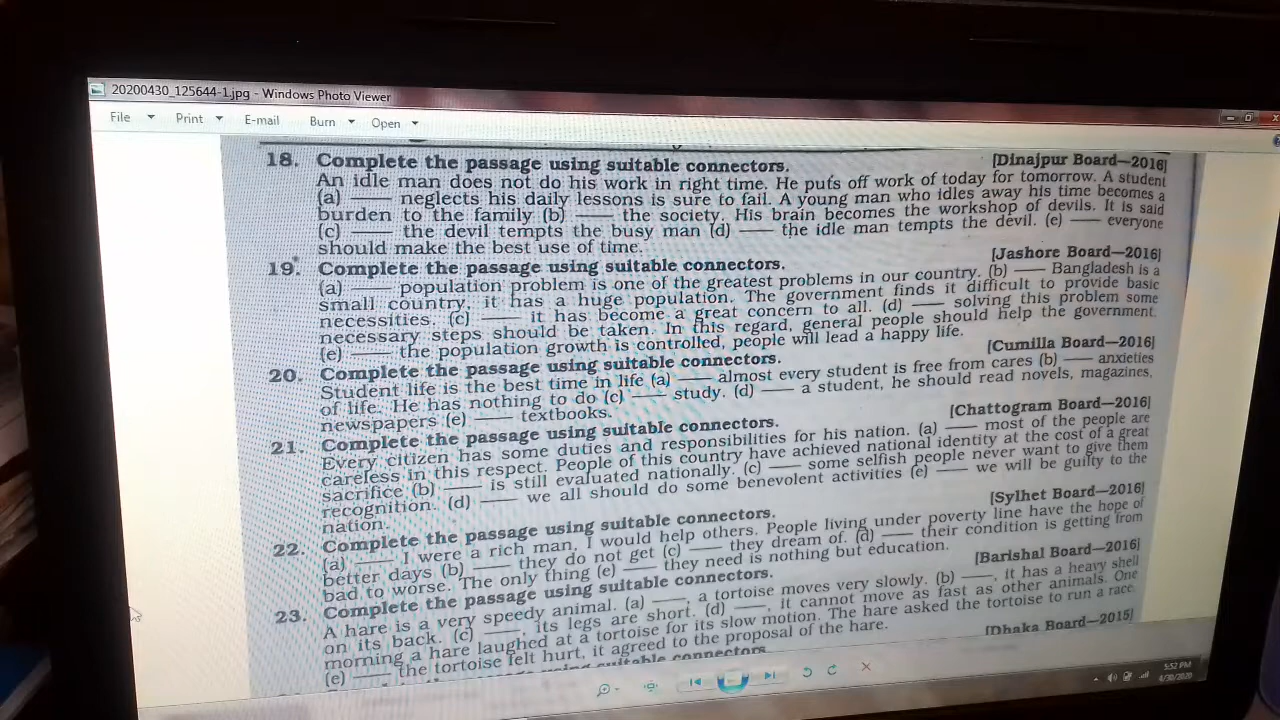 20200430_125644-1.jpg - Windows Photo Viewer
File Print E-mail Burn Open
18. Complete the passage using suitable connectors. [Dinajpur Board—2016]
An idle man does not do his work in right time. He puts off work of today for tomorrow. A student
(a) —— neglects his daily lessons is sure to fail. A young man who idles away his time becomes a
burden to the family (b) —— the society. His brain becomes the workshop of devils. It is said
(c) —— the devil tempts the busy man (d) —— the idle man tempts the devil. (e) —— everyone
should make the best use of time.
19. Complete the passage using suitable connectors. [Jashore Board—2016]
(a) —— population problem is one of the greatest problems in our country. (b) —— Bangladesh is a
small country, it has a huge population. The government finds it difficult to provide basic
necessities. (c) —— it has become a great concern to all. (d) —— solving this problem some
necessary steps should be taken. In this regard, general people should help the government.
(e) —— the population growth is controlled, people will lead a happy life.
20. Complete the passage using suitable connectors. [Cumilla Board—2016]
Student life is the best time in life (a) —— almost every student is free from cares (b) —— anxieties
of life. He has nothing to do (c) —— study. (d) —— a student, he should read novels, magazines,
newspapers (e) —— textbooks.
21. Complete the passage using suitable connectors. [Chattogram Board—2016]
Every citizen has some duties and responsibilities for his nation. (a) —— most of the people are
careless in this respect. People of this country have achieved national identity at the cost of a great
sacrifice (b) —— is still evaluated nationally. (c) —— some selfish people never want to give them
recognition. (d) —— we all should do some benevolent activities (e) —— we will be guilty to the
nation.
22. Complete the passage using suitable connectors. [Sylhet Board—2016]
(a) —— I were a rich man, I would help others. People living under poverty line have the hope of
better days (b) —— they do not get (c) —— they dream of. (d) —— their condition is getting from
bad to worse. The only thing (e) —— they need is nothing but education.
23. Complete the passage using suitable connectors. [Barishal Board—2016]
A hare is a very speedy animal. (a) ——, a tortoise moves very slowly. (b) ——, it has a heavy shell
on its back. (c) ——, its legs are short. (d) ——, it cannot move as fast as other animals. One
morning a hare laughed at a tortoise for its slow motion. The hare asked the tortoise to run a race.
(e) —— the tortoise felt hurt, it agreed to the proposal of the hare.
[Dhaka Board—2015]
suitable connectors.
5:52 PM
4/30/2020